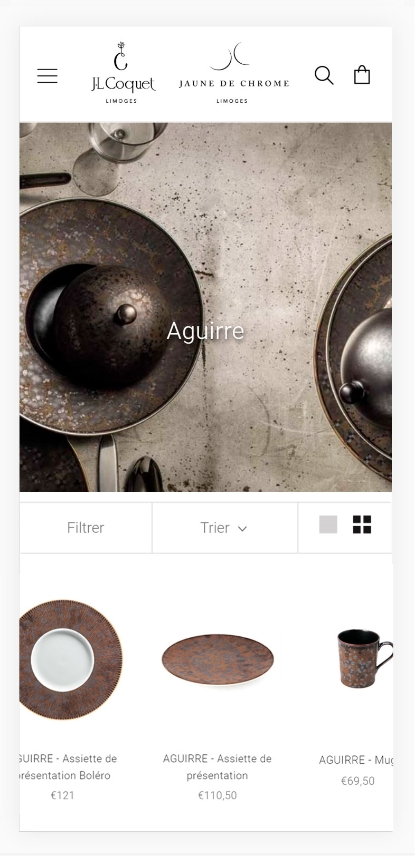 J.L Coquet
LIMOGES
JAUNE DE CHROME
LIMOGES
Aguirre
Filtrer
Trier
GUIRRE - Assiette de
résentation Boléro
€121
AGUIRRE - Assiette de
présentation
€110,50
AGUIRRE - Mug
€69,50